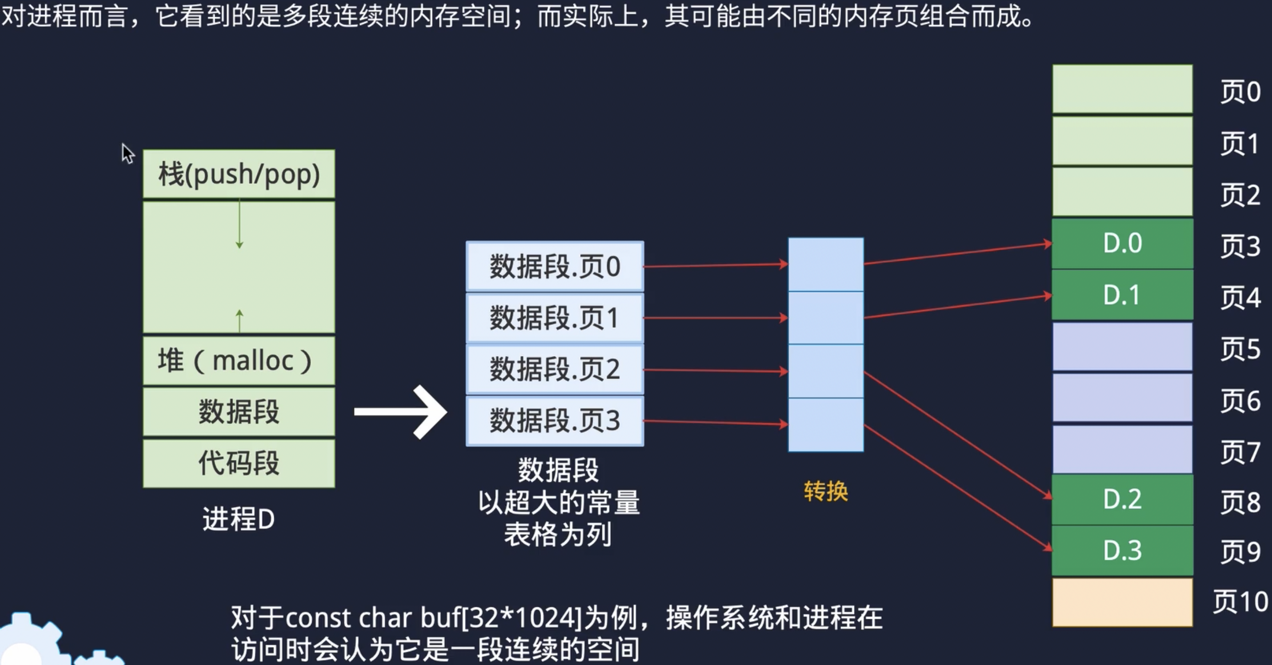 对进程而言，它看到的是多段连续的内存空间；而实际上，其可能由不同的内存页组合而成。
栈(push/pop)
堆（malloc）
数据段
代码段
进程D
数据段.页0
数据段.页1
数据段.页2
数据段.页3
数据段
以超大的常量
表格为列
转换
D.0
D.1
D.2
D.3
页0
页1
页2
页3
页4
页5
页6
页7
页8
页9
页10
对于const char buf[32*1024]为例，操作系统和进程在
访问时会认为它是一段连续的空间